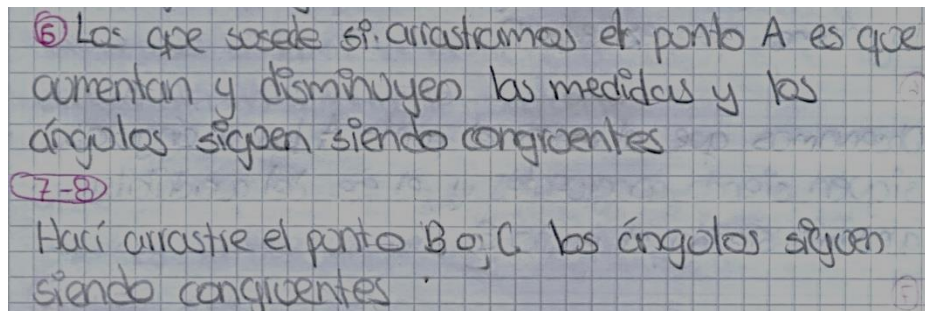 ⑥ Los que sosede si arrastramos el punto A es que
aumentan y disminuyen las medidas y los
ángulos siguen siendo congruentes
7-8
Hací arrastre el punto B o, C los ángulos siguen
siendo congruentes.